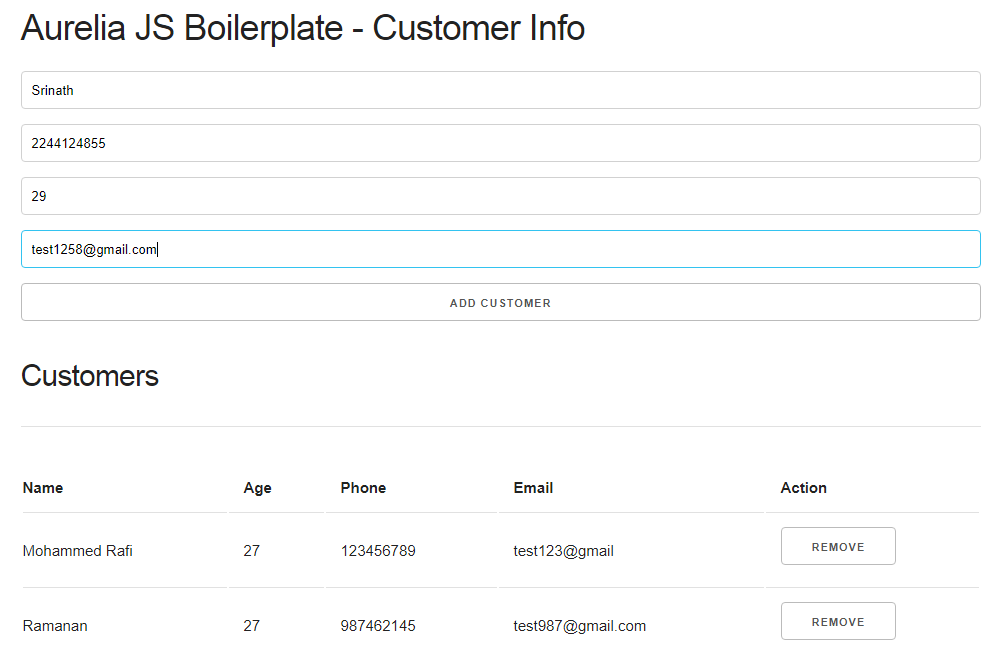 Aurelia JS Boilerplate - Customer Info
Srinath
2244124855
29
test1258@gmail.com
ADD CUSTOMER
Customers
Name Age Phone Email Action
Mohammed Rafi 27 123456789 test123@gmail REMOVE
Ramanan 27 987462145 test987@gmail.com REMOVE